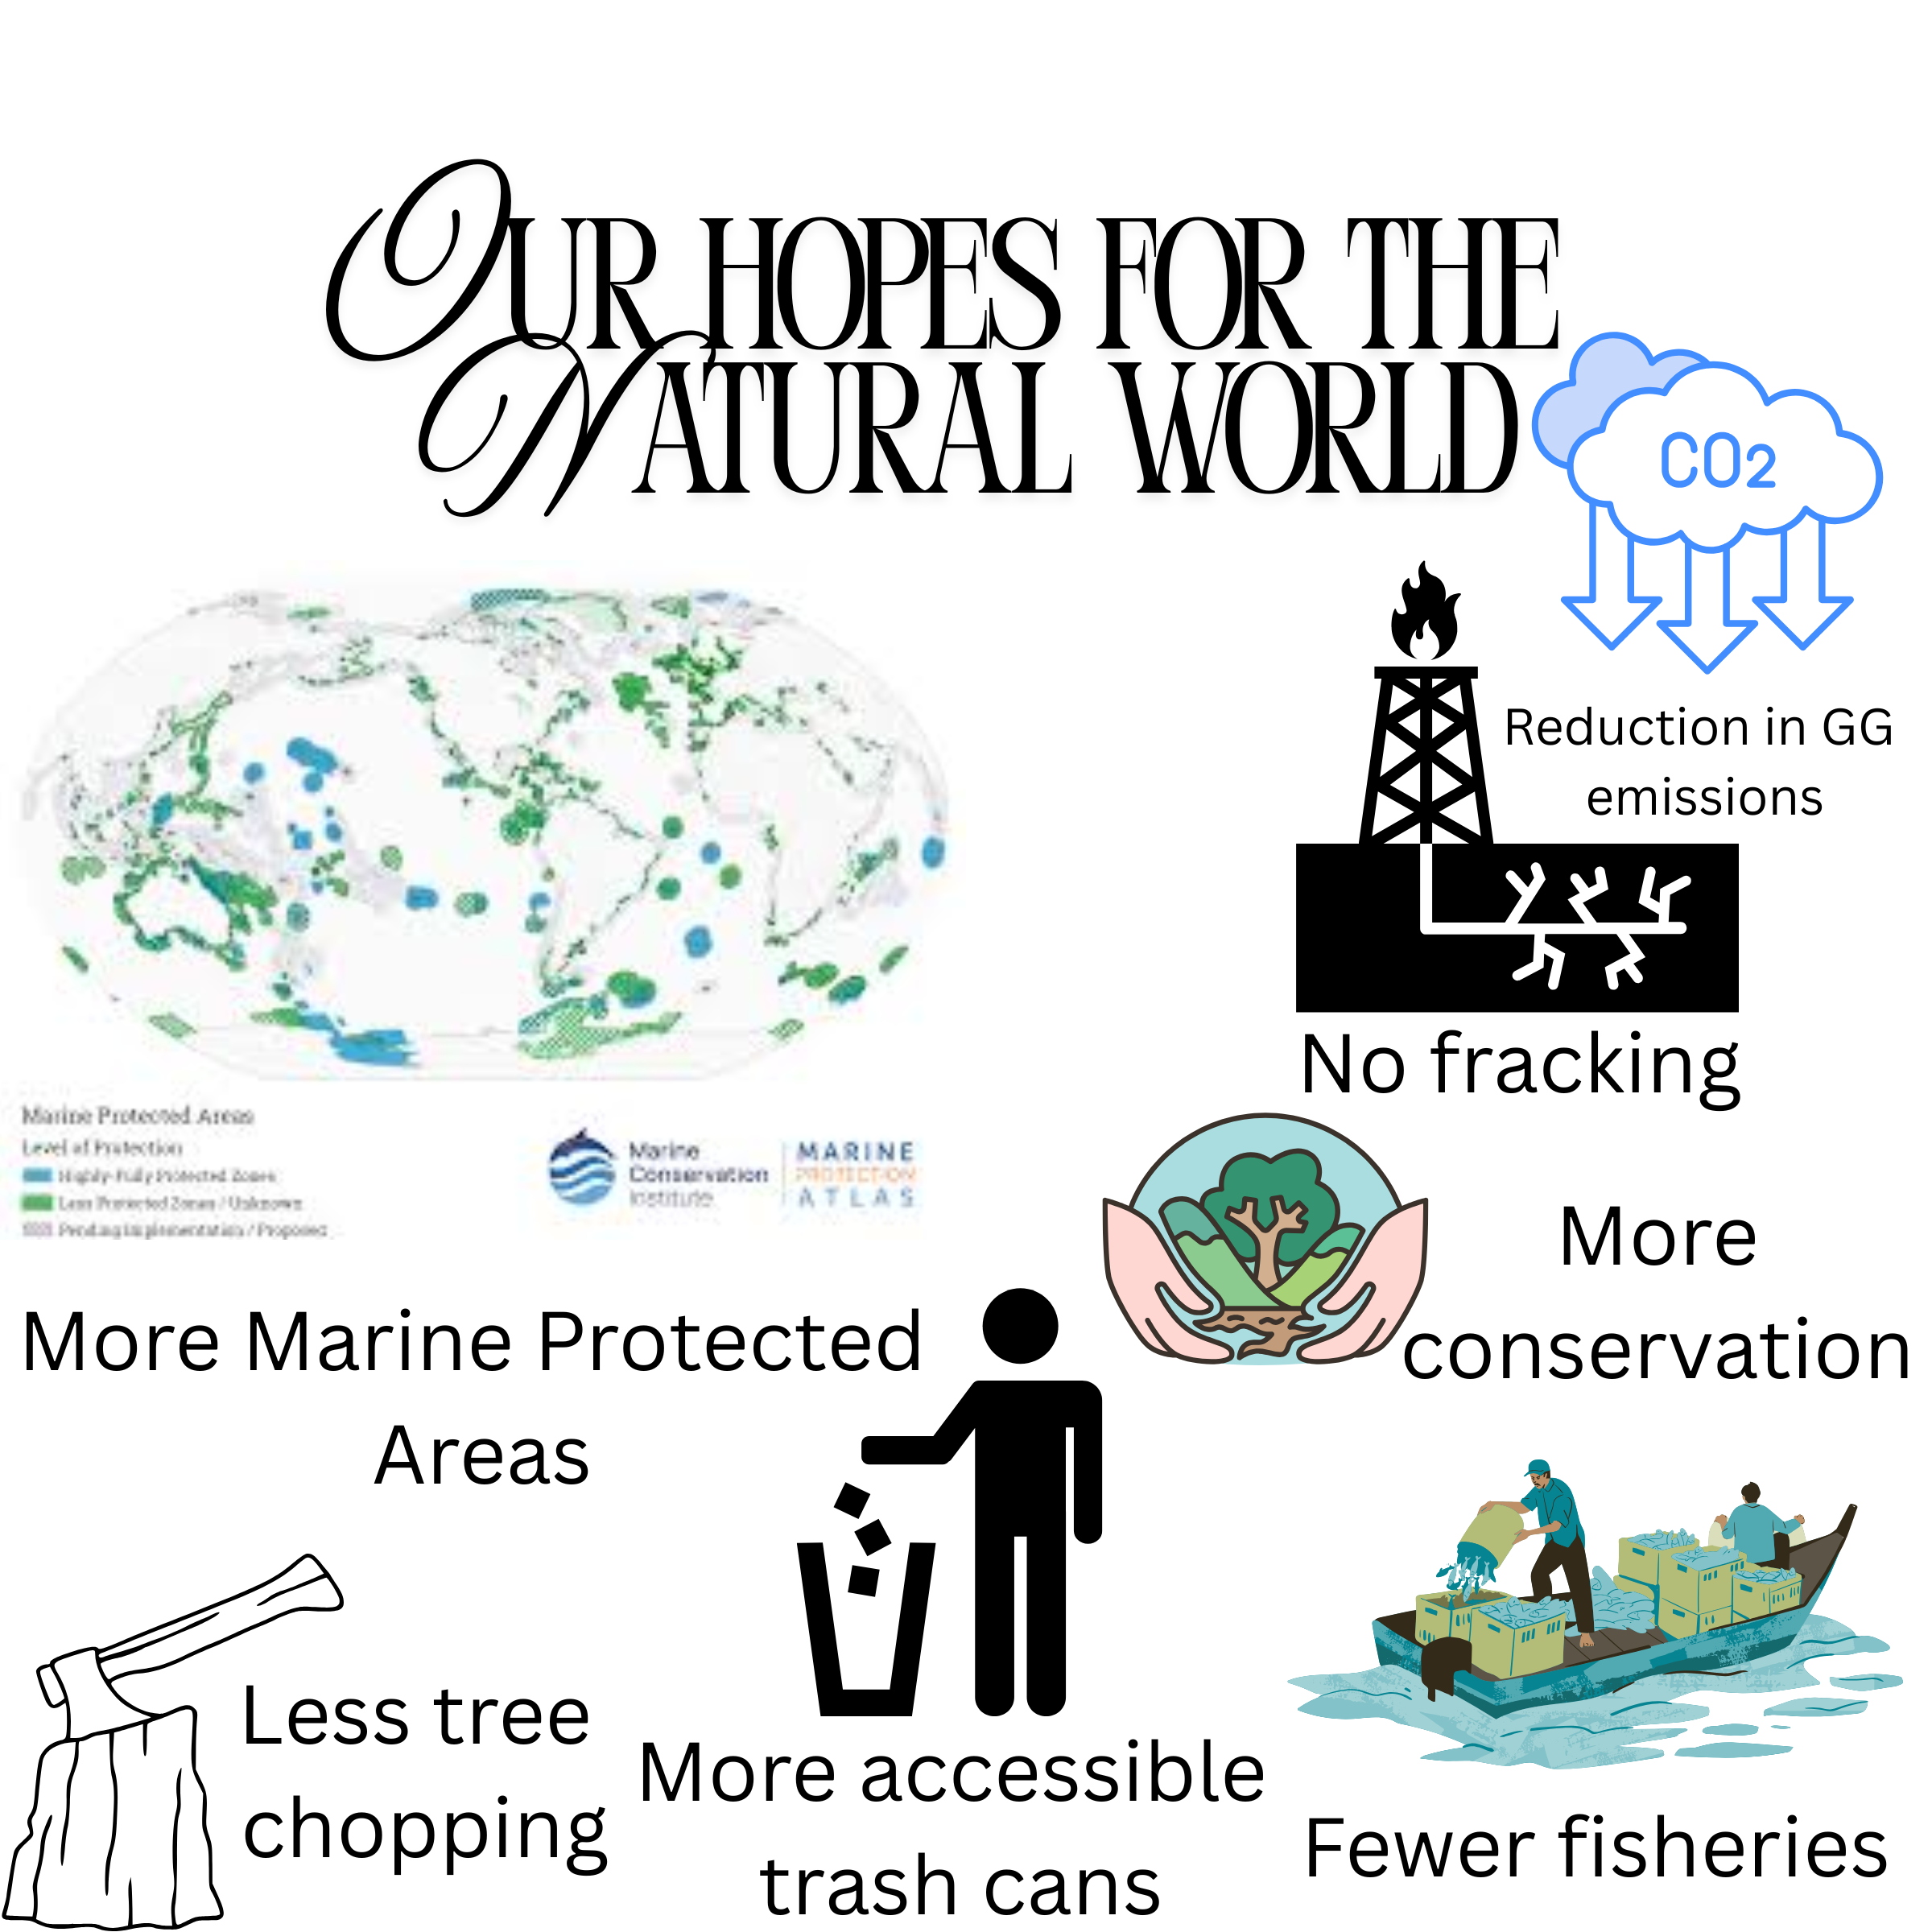 OUR HOPES FOR THE
NATURAL WORLD
CO2
Reduction in GG
emissions
No fracking
Marine Protected Areas
Level of Protection
Highly-Fully Protected Zones
Less Protected Zones / Unknown
Pending Implementation / Proposed
Marine
Conservation
Institute
MARINE
PROTECTION
ATLAS
More
conservation
More Marine Protected
Areas
Less tree
chopping
More accessible
trash cans
Fewer fisheries